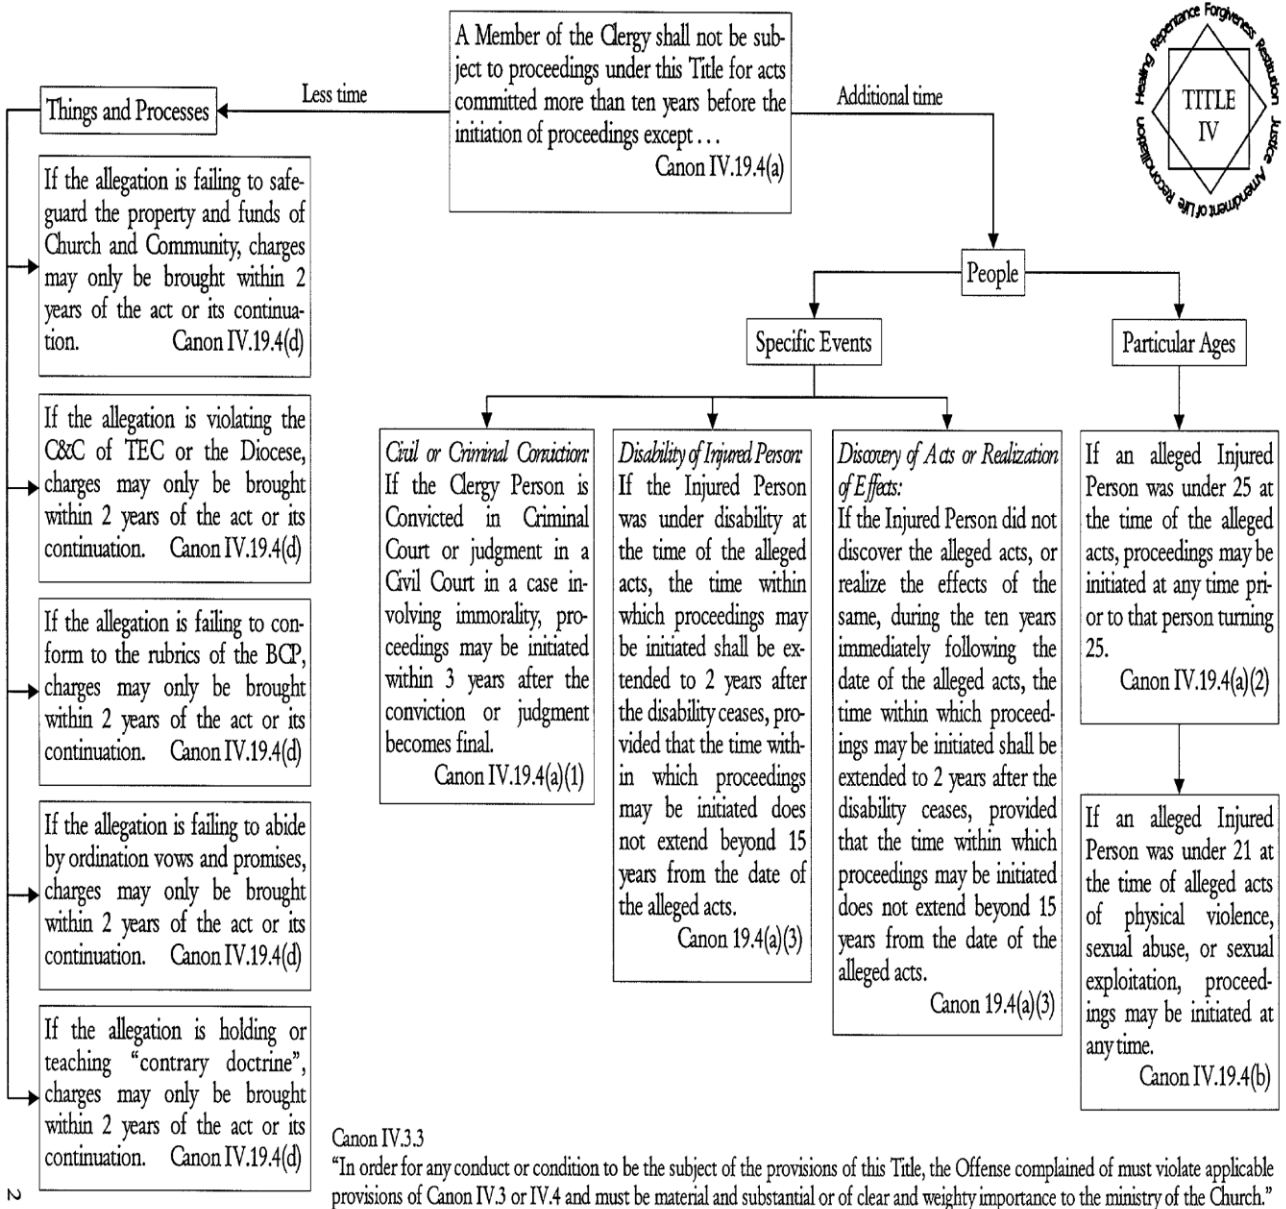 A Member of the Clergy shall not be sub-
ject to proceedings under this Title for acts
committed more than ten years before the
initiation of proceedings except . . .
Canon IV.19.4(a)
Healing Repentance Forgiveness Restitution Justice Amendment of Life Reconciliation
TITLE
IV
Less time
Additional time
Things and Processes
If the allegation is failing to safe-
guard the property and funds of
Church and Community, charges
may only be brought within 2
years of the act or its continua-
tion. Canon IV.19.4(d)
If the allegation is violating the
C&C of TEC or the Diocese,
charges may only be brought
within 2 years of the act or its
continuation. Canon IV.19.4(d)
If the allegation is failing to con-
form to the rubrics of the BCP,
charges may only be brought
within 2 years of the act or its
continuation. Canon IV.19.4(d)
If the allegation is failing to abide
by ordination vows and promises,
charges may only be brought
within 2 years of the act or its
continuation. Canon IV.19.4(d)
If the allegation is holding or
teaching “contrary doctrine”,
charges may only be brought
within 2 years of the act or its
continuation. Canon IV.19.4(d)
People
Specific Events
Particular Ages
Civil or Criminal Conviction:
If the Clergy Person is
Convicted in Criminal
Court or judgment in a
Civil Court in a case in-
volving immorality, pro-
ceedings may be initiated
within 3 years after the
conviction or judgment
becomes final.
Canon IV.19.4(a)(1)
Disability of Injured Person:
If the Injured Person
was under disability at
the time of the alleged
acts, the time within
which proceedings may
be initiated shall be ex-
tended to 2 years after
the disability ceases, pro-
vided that the time with-
in which proceedings
may be initiated does
not extend beyond 15
years from the date of
the alleged acts.
Canon 19.4(a)(3)
Discovery of Acts or Realization
of Effects:
If the Injured Person did not
discover the alleged acts, or
realize the effects of the
same, during the ten years
immediately following the
date of the alleged acts, the
time within which proceed-
ings may be initiated shall be
extended to 2 years after the
disability ceases, provided
that the time within which
proceedings may be initiated
does not extend beyond 15
years from the date of the
alleged acts.
Canon 19.4(a)(3)
If an alleged Injured
Person was under 25 at
the time of the alleged
acts, proceedings may be
initiated at any time pri-
or to that person turning
25.
Canon IV.19.4(a)(2)
If an alleged Injured
Person was under 21 at
the time of alleged acts
of physical violence,
sexual abuse, or sexual
exploitation, proceed-
ings may be initiated at
any time.
Canon IV.19.4(b)
Canon IV.3.3
“In order for any conduct or condition to be the subject of the provisions of this Title, the Offense complained of must violate applicable
provisions of Canon IV.3 or IV.4 and must be material and substantial or of clear and weighty importance to the ministry of the Church.”
2